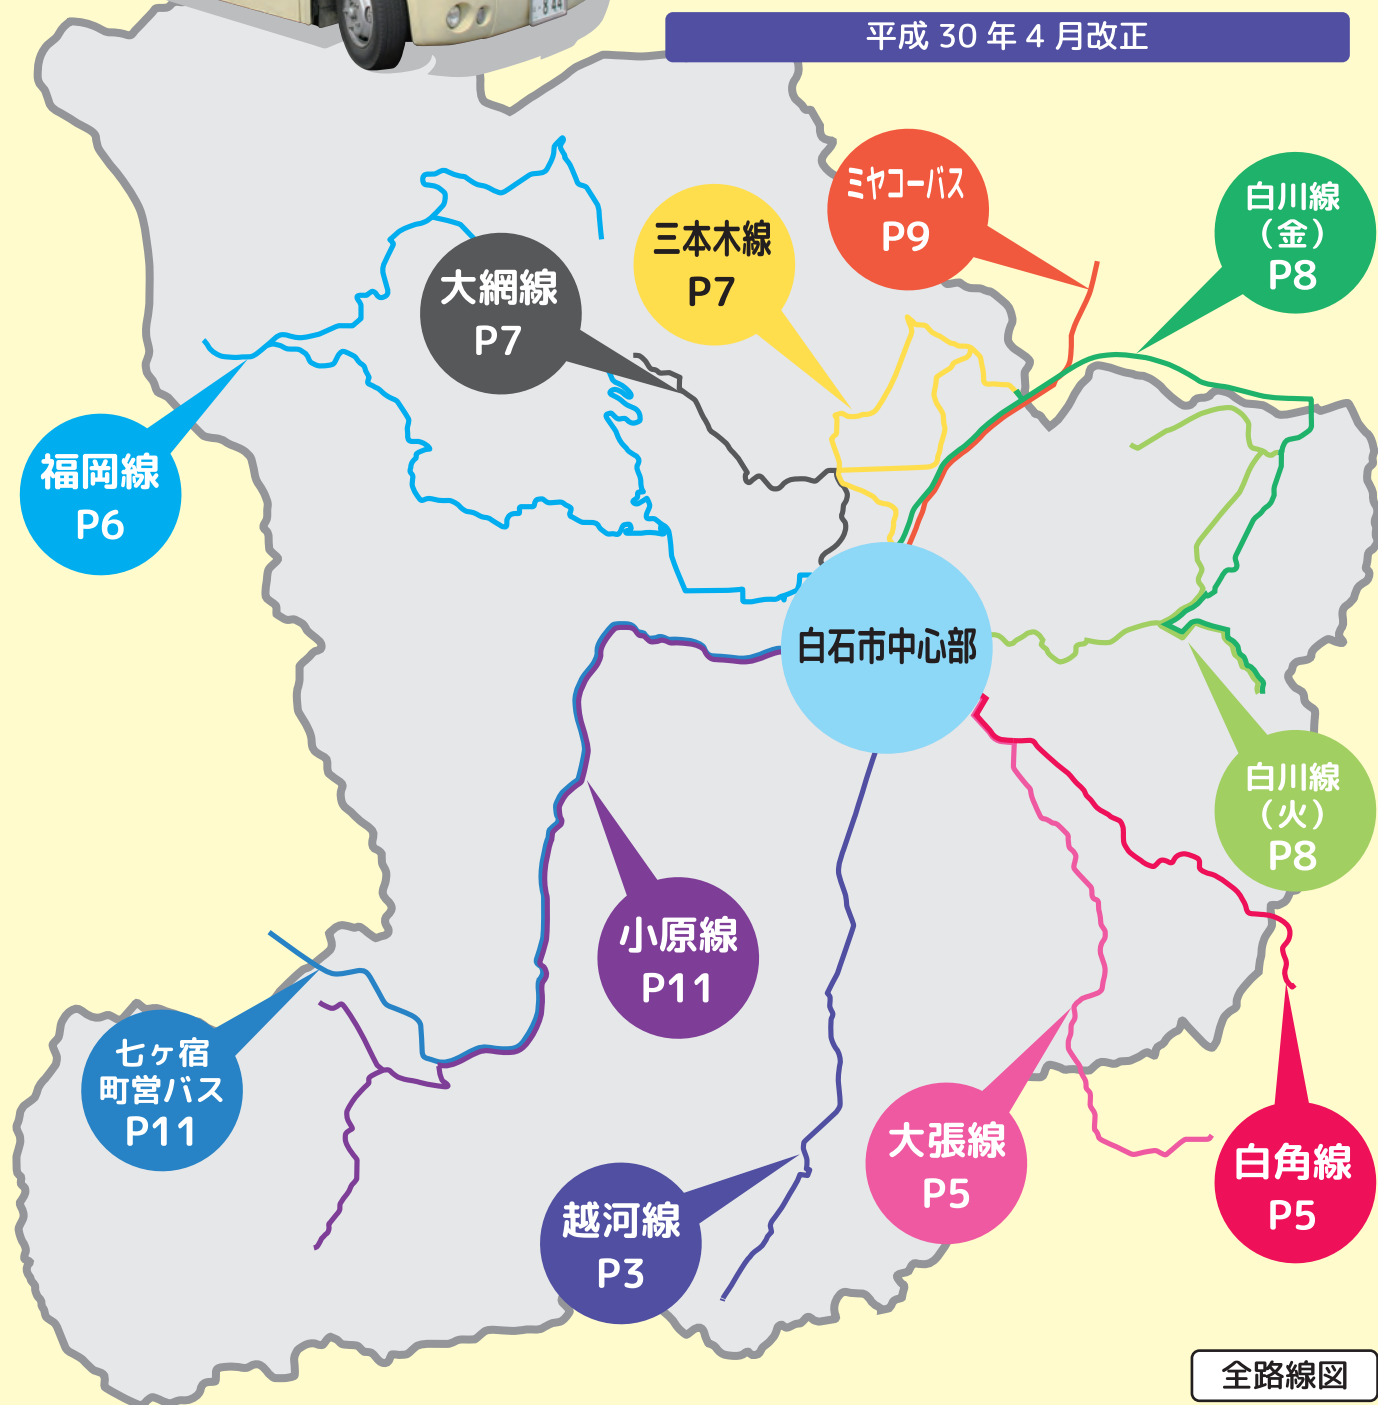 844
平成 30 年 4 月改正
ミヤコーバス
P9
白川線
(金)
P8
三本木線
P7
大網線
P7
福岡線
P6
白石市中心部
白川線
(火)
P8
小原線
P11
七ヶ宿
町営バス
P11
大張線
P5
白角線
P5
越河線
P3
全路線図